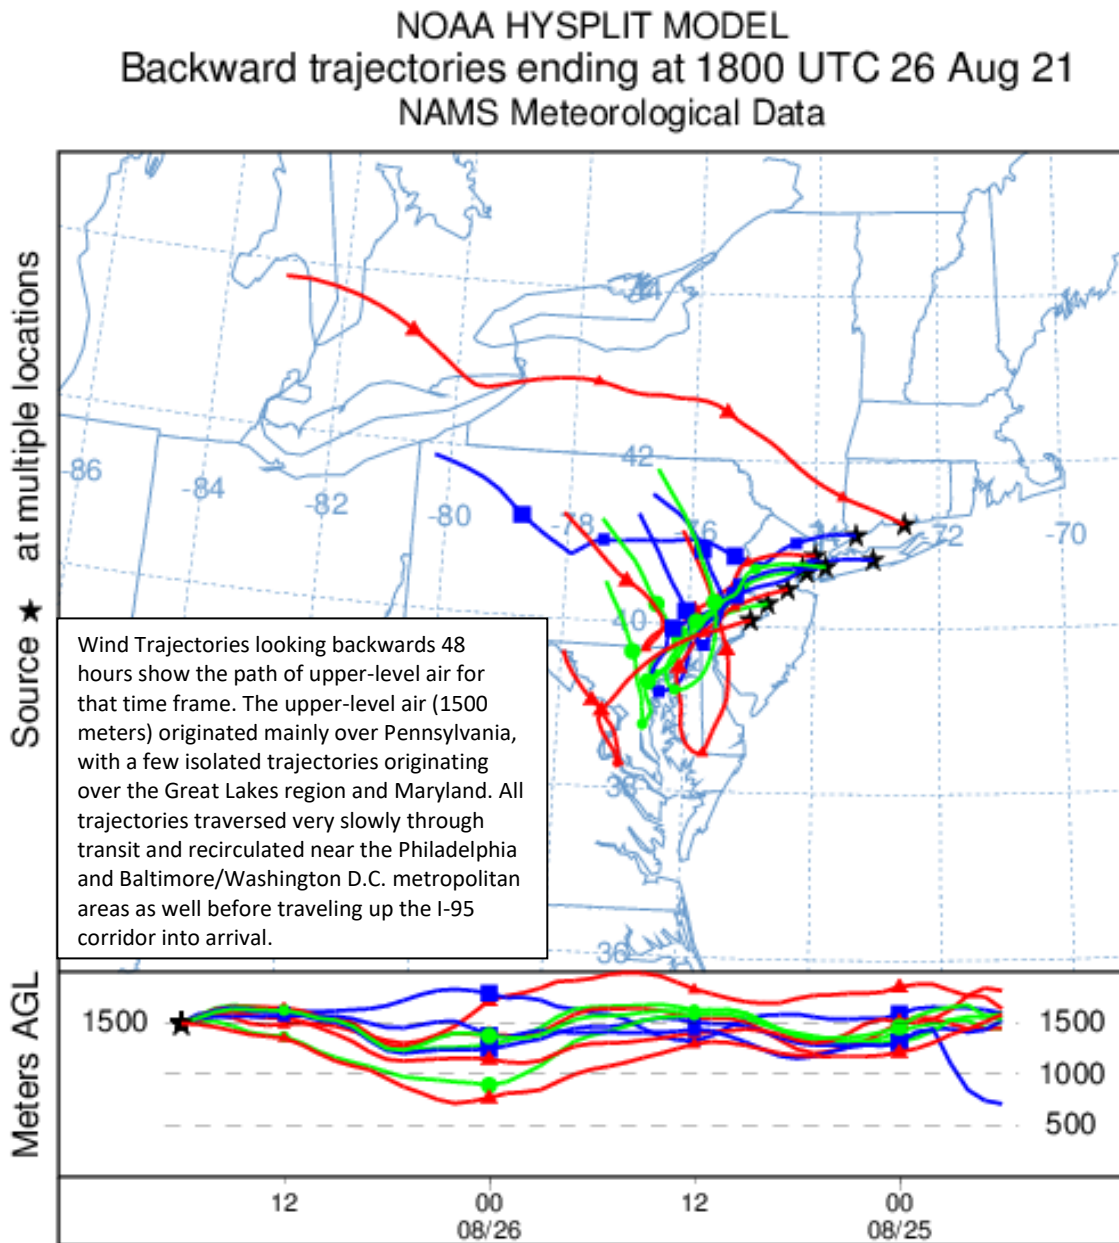 NOAA HYSPLIT MODEL
Backward trajectories ending at 1800 UTC 26 Aug 21
NAMS Meteorological Data
Source ★ at multiple locations
44
42
-86
-84
-82
-80
-78
-76
-74
-72
-70
40
38
36
Wind Trajectories looking backwards 48
hours show the path of upper-level air for
that time frame. The upper-level air (1500
meters) originated mainly over Pennsylvania,
with a few isolated trajectories originating
over the Great Lakes region and Maryland. All
trajectories traversed very slowly through
transit and recirculated near the Philadelphia
and Baltimore/Washington D.C. metropolitan
areas as well before traveling up the I-95
corridor into arrival.
Meters AGL
1500
1500
1000
500
12
00
12
00
08/26
08/25